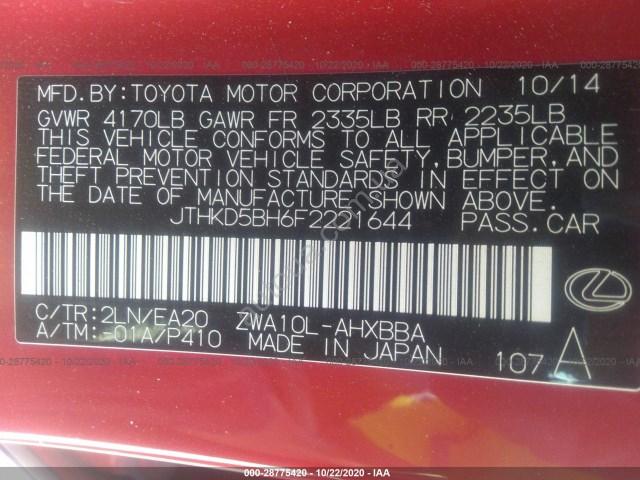 MFD.BY:TOYOTA MOTOR CORPORATION 10/14
GVWR 4170LB GAWR FR 2335LB RR 2235LB
THIS VEHICLE CONFORMS TO ALL APPLICABLE
FEDERAL MOTOR VEHICLE SAFETY,BUMPER,AND
THEFT PREVENTION STANDARDS IN EFFECT ON
THE DATE OF MANUFACTURE SHOWN ABOVE.
JTHKD5BH6F2221644 PASS.CAR
C/TR:2LN/EA20 ZWA10L-AHXBBA
A/TM:-01A/P410 MADE IN JAPAN 107 A
000-28775420 - 10/22/2020 - IAA